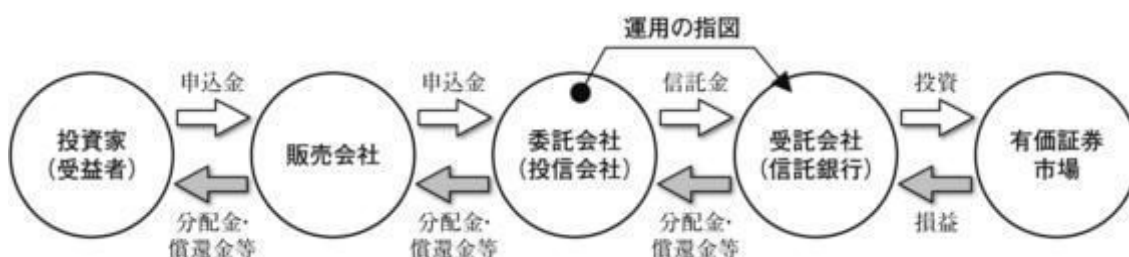 運用の指図
申込金
申込金
信託金
投資
投資家
(受益者)
販売会社
委託会社
(投信会社)
受託会社
(信託銀行)
有価証券
市場
分配金・
償還金等
分配金・
償還金等
分配金・
償還金等
損益